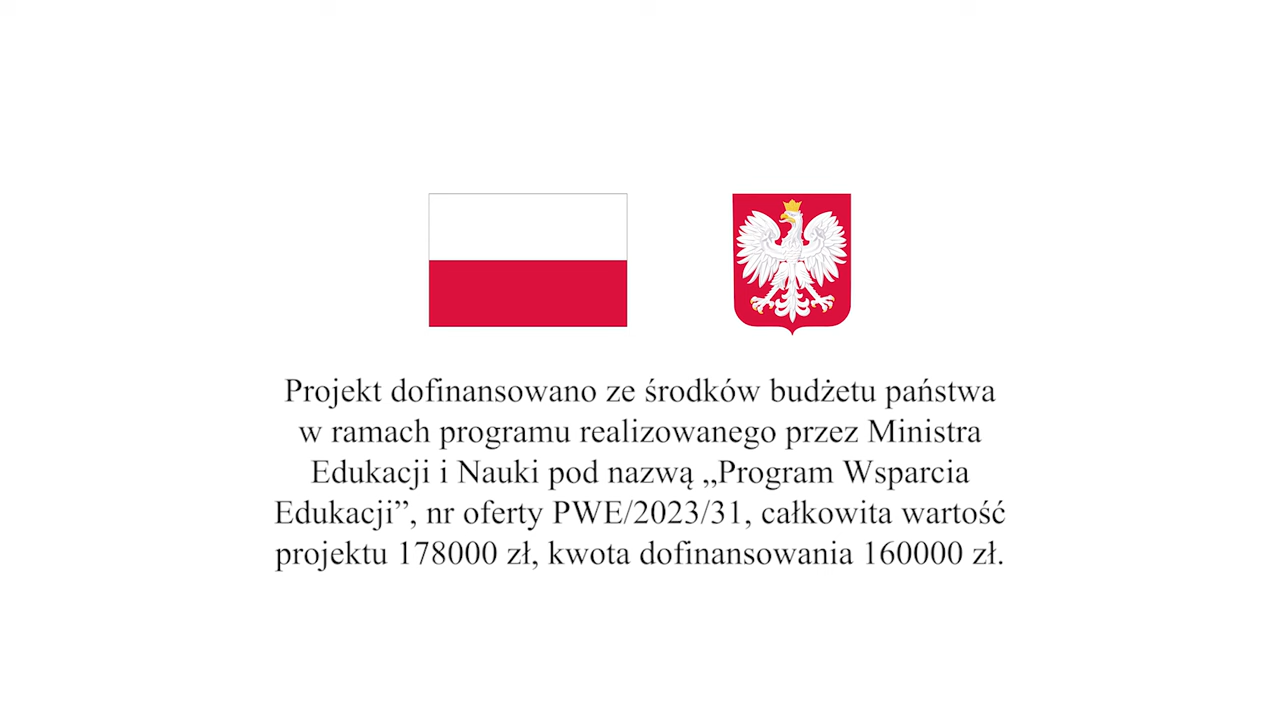 Projekt dofinansowano ze środków budżetu państwa
w ramach programu realizowanego przez Ministra
Edukacji i Nauki pod nazwą „Program Wsparcia
Edukacji”, nr oferty PWE/2023/31, całkowita wartość
projektu 178000 zł, kwota dofinansowania 160000 zł.